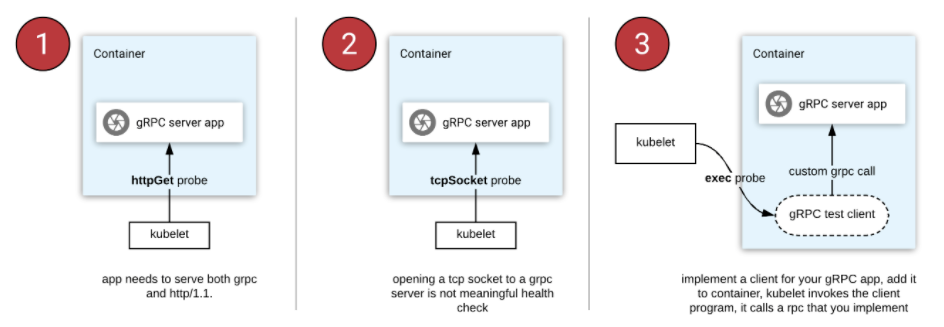 1
Container
gRPC server app
httpGet probe
kubelet
app needs to serve both grpc
and http/1.1.
2
Container
gRPC server app
tcpSocket probe
kubelet
opening a tcp socket to a grpc
server is not meaningful health
check
3
Container
gRPC server app
kubelet
exec probe
custom grpc call
gRPC test client
implement a client for your gRPC app, add it
to container, kubelet invokes the client
program, it calls a rpc that you implement